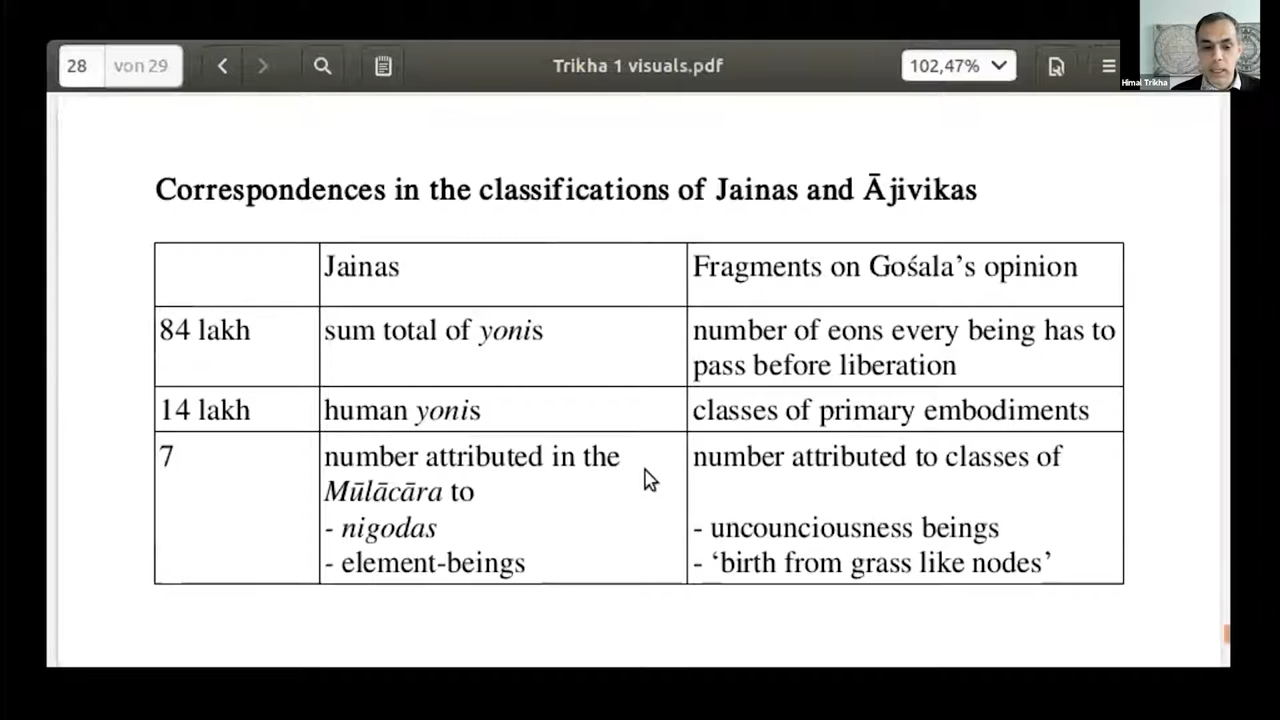 28 von 29 Trikha 1 visuals.pdf 102,47%
Himal Trikha
Correspondences in the classifications of Jainas and Ājivikas
Jainas Fragments on Gośala’s opinion
84 lakh sum total of yonis number of eons every being has to
pass before liberation
14 lakh human yonis classes of primary embodiments
7 number attributed in the number attributed to classes of
Mūlācāra to
- nigodas - uncounciousness beings
- element-beings - ‘birth from grass like nodes’